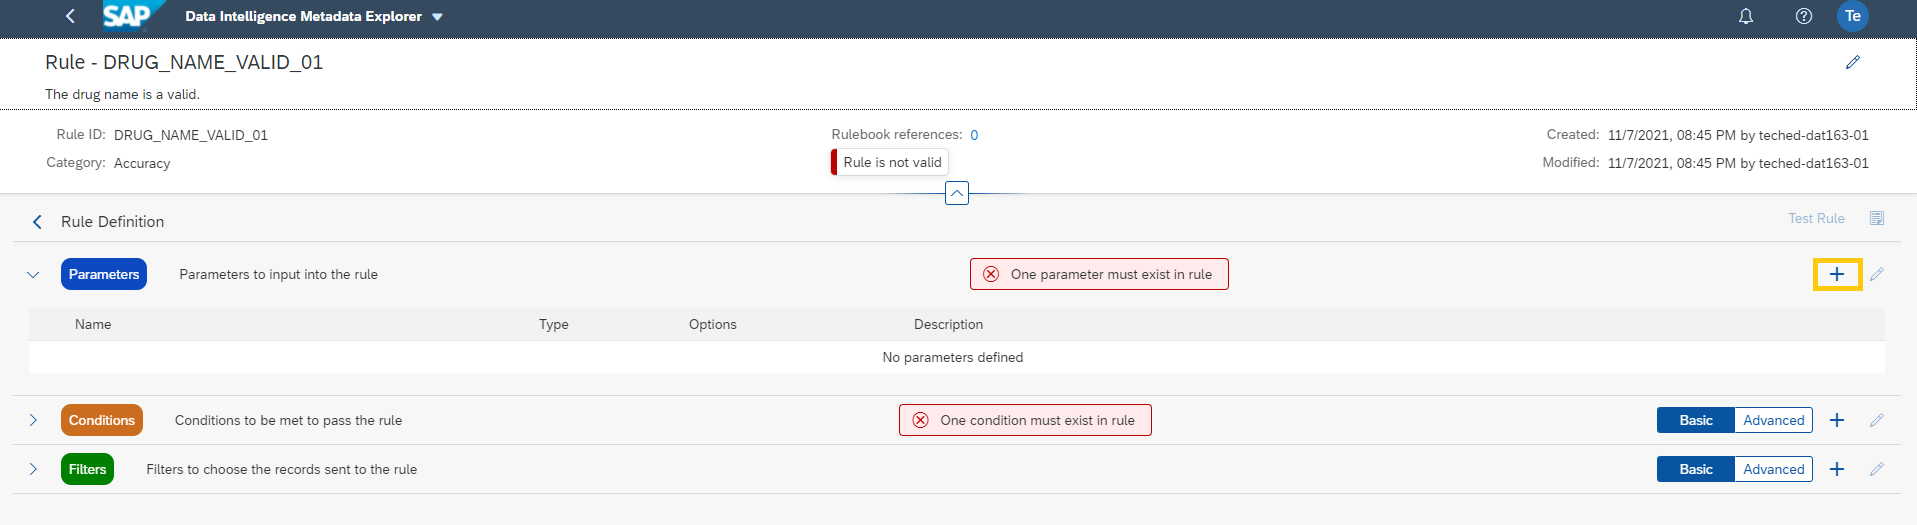 SAP Data Intelligence Metadata Explorer Te
Rule - DRUG_NAME_VALID_01
The drug name is a valid.
Rule ID: DRUG_NAME_VALID_01 Rulebook references: 0 Created: 11/7/2021, 08:45 PM by teched-dat163-01
Category: Accuracy Rule is not valid Modified: 11/7/2021, 08:45 PM by teched-dat163-01
Rule Definition Test Rule
Parameters Parameters to input into the rule One parameter must exist in rule
Name Type Options Description
No parameters defined
Conditions Conditions to be met to pass the rule One condition must exist in rule Basic Advanced
Filters Filters to choose the records sent to the rule Basic Advanced